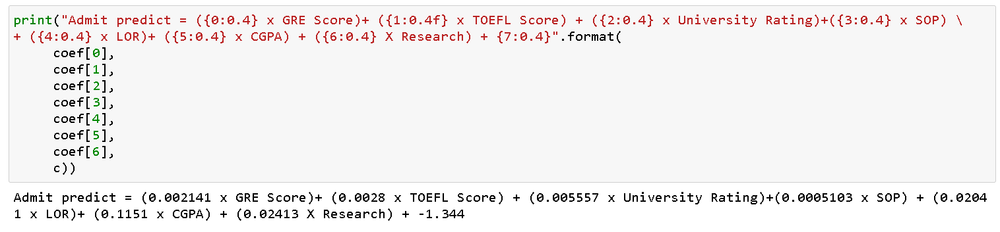 print("Admit predict = ({0:0.4} x GRE Score)+ ({1:0.4f} x TOEFL Score) + ({2:0.4} x University Rating)+({3:0.4} x SOP) \
+ ({4:0.4} x LOR)+ ({5:0.4} x CGPA) + ({6:0.4} X Research) + {7:0.4}".format(
     coef[0],
     coef[1],
     coef[2],
     coef[3],
     coef[4],
     coef[5],
     coef[6],
     c))
Admit predict = (0.002141 x GRE Score)+ (0.0028 x TOEFL Score) + (0.005557 x University Rating)+(0.0005103 x SOP) + (0.0204
1 x LOR)+ (0.1151 x CGPA) + (0.02413 X Research) + -1.344